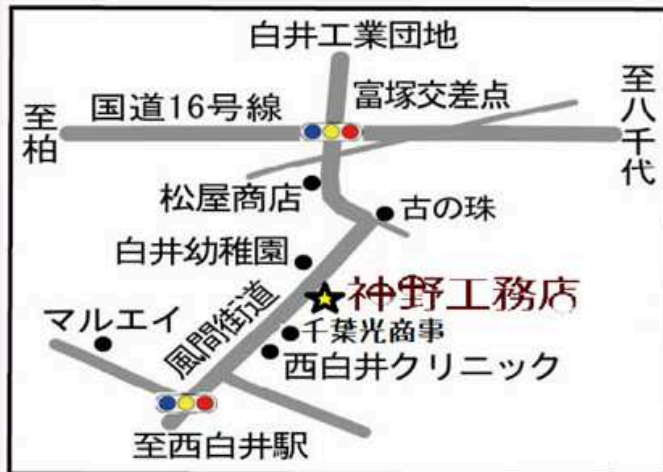 白井工業団地
国道16号線
富塚交差点
至柏
至八千代
松屋商店
古の珠
白井幼稚園
神野工務店
風間街道
マルエイ
千葉光商事
西白井クリニック
至西白井駅